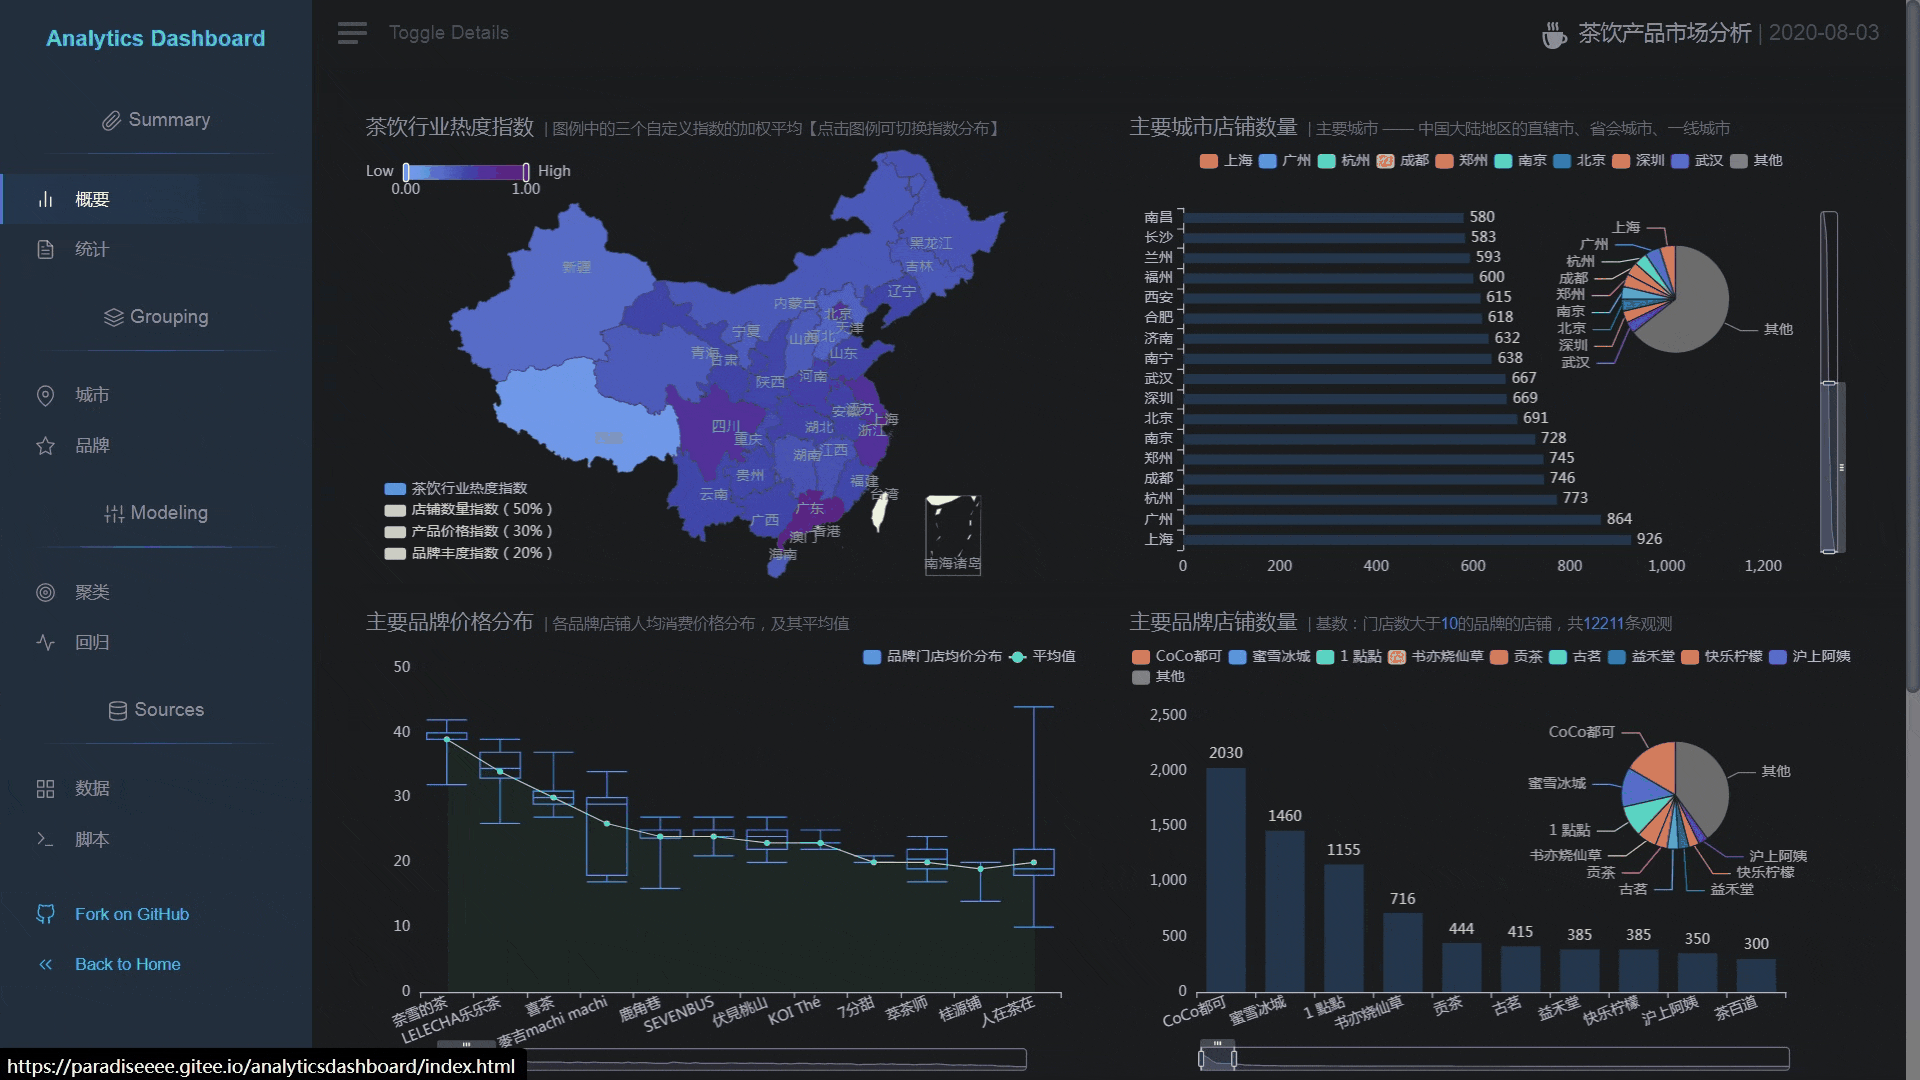 Analytics Dashboard
Toggle Details
茶饮产品市场分析 | 2020-08-03
Summary
概要
统计
Grouping
城市
品牌
Modeling
聚类
回归
Sources
数据
脚本
Fork on GitHub
Back to Home
https://paradiseeee.gitee.io/analyticsdashboard/index.html
茶饮行业热度指数 | 图例中的三个自定义指数的加权平均【点击图例可切换指数分布】
Low High
0.00 1.00
黑龙江
新疆
吉林
辽宁
内蒙古
北京
天津
宁夏
山西
河北
青海
甘肃
山东
陕西
河南
安徽
江苏
上海
四川
湖北
浙江
重庆
湖南
江西
贵州
福建
云南
台湾
广东
广西
香港
澳门
海南
南海诸岛
茶饮行业热度指数
店铺数量指数 ( 50% )
产品价格指数 ( 30% )
品牌丰度指数 ( 20% )
主要城市店铺数量 | 主要城市 —— 中国大陆地区的直辖市、省会城市、一线城市
上海 广州 杭州 成都 郑州 南京 北京 深圳 武汉 其他
南昌 580
长沙 583
兰州 593
福州 600
西安 615
合肥 618
济南 632
南宁 638
武汉 667
深圳 669
北京 691
南京 728
郑州 745
成都 746
杭州 773
广州 864
上海 926
0 200 400 600 800 1,000 1,200
上海
广州
杭州
成都
郑州
南京
北京
深圳
武汉
其他
主要品牌价格分布 | 各品牌店铺人均消费价格分布，及其平均值
品牌门店均价分布 平均值
50
40
30
20
10
0
奈雪的茶 LELECHA乐乐茶 喜茶 麥吉machi machi 鹿角巷 SEVENBUS 伏見桃山 KOI Thé 7分甜 萃茶师 桂源铺 人在茶在
主要品牌店铺数量 | 基数：门店数大于10的品牌的店铺，共12211条观测
CoCo都可 蜜雪冰城 1 點點 书亦烧仙草 贡茶 古茗 益禾堂 快乐柠檬 沪上阿姨
其他
2,500
2,000
1,500
1,000
500
0
2030 1460 1155 716 444 415 385 385 350 300
CoCo都可 蜜雪冰城 1 點點 书亦烧仙草 贡茶 古茗 益禾堂 快乐柠檬 沪上阿姨 茶百道
CoCo都可
蜜雪冰城
1 點點
书亦烧仙草
贡茶
古茗
益禾堂
快乐柠檬
沪上阿姨
其他